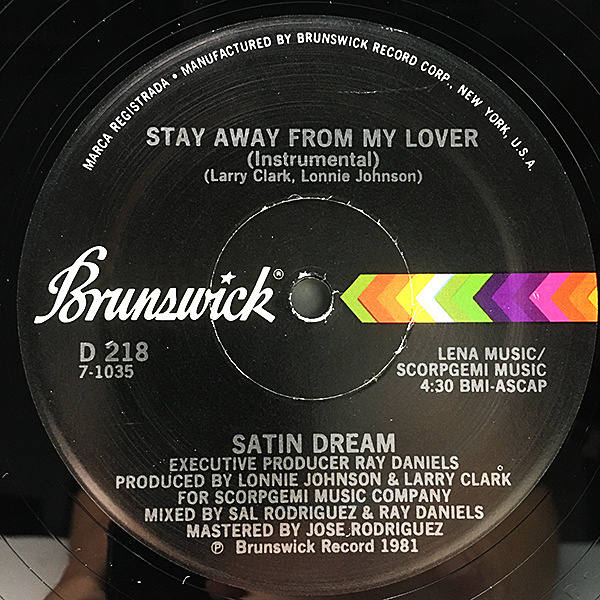 MARCA REGISTRADA • MANUFACTURED BY BRUNSWICK RECORD CORP., NEW YORK, U.S.A.
STAY AWAY FROM MY LOVER
(Instrumental)
(Larry Clark, Lonnie Johnson)
Brunswick®
D 218
7-1035
LENA MUSIC/
SCORPGEMI MUSIC
4:30 BMI-ASCAP
SATIN DREAM
EXECUTIVE PRODUCER RAY DANIELS
PRODUCED BY LONNIE JOHNSON & LARRY CLARK
FOR SCORPGEMI MUSIC COMPANY
MIXED BY SAL RODRIGUEZ & RAY DANIELS
MASTERED BY JOSE RODRIGUEZ
℗ Brunswick Record 1981